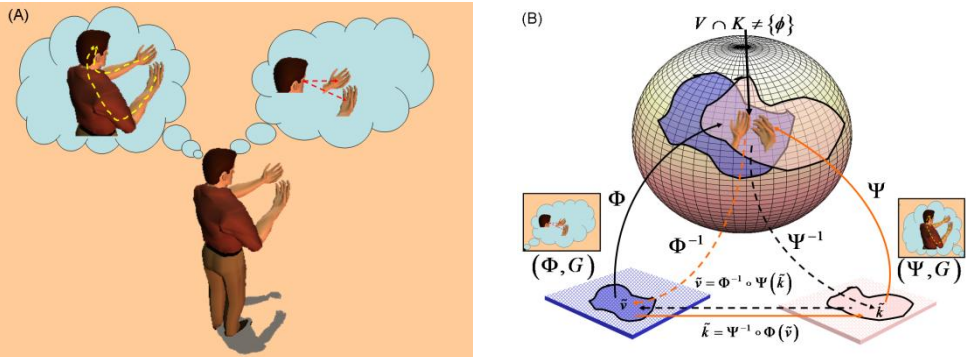 (A)
(B)
V ∩ K ≠ {ϕ}
Φ
Ψ
Φ⁻¹
Ψ⁻¹
(Φ, G)
(Ψ, G)
ṽ
ṽ = Φ⁻¹ ∘ Ψ(k̃)
k̃
k̃ = Ψ⁻¹ ∘ Φ(ṽ)